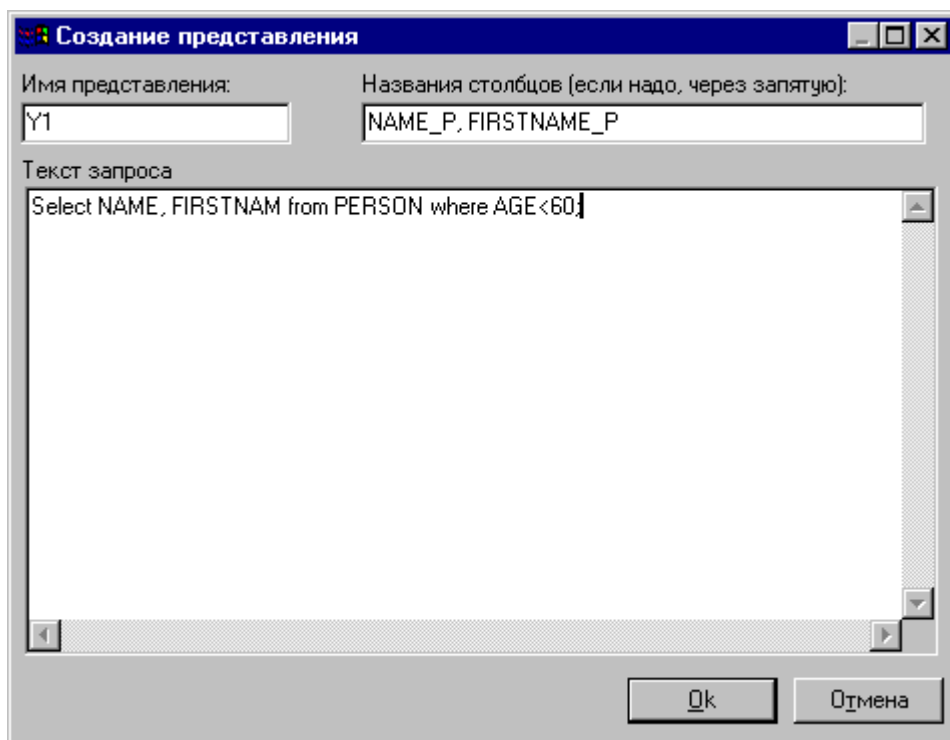 Создание представления
Имя представления:
Названия столбцов (если надо, через запятую):
Y1
NAME_P, FIRSTNAME_P
Текст запроса
Select NAME, FIRSTNAM from PERSON where AGE<60;
Ok
Отмена